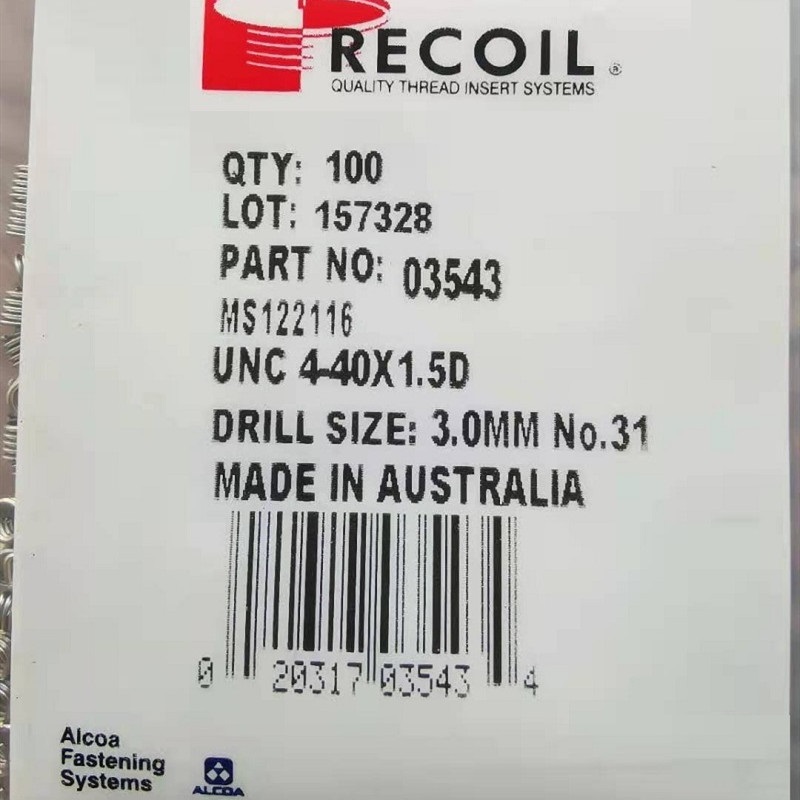 RECOIL ®
QUALITY THREAD INSERT SYSTEMS
QTY: 100
LOT: 157328
PART NO: 03543
MS122116
UNC 4-40X1.5D
DRILL SIZE: 3.0MM No.31
MADE IN AUSTRALIA
0 20317 03543 4
Alcoa
Fastening
Systems
ALCOA